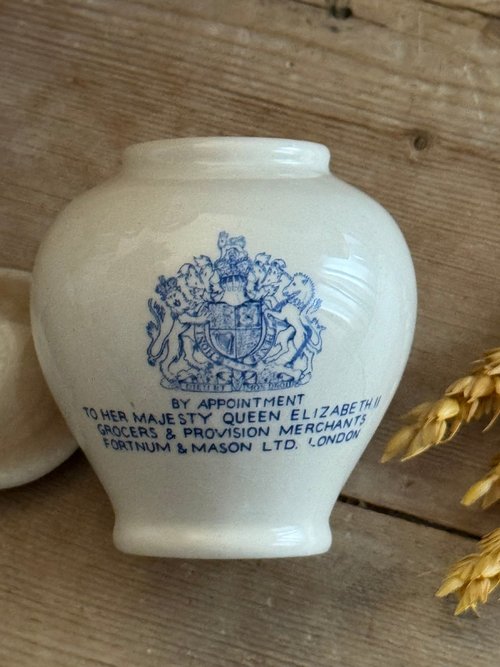 BY APPOINTMENT
TO HER MAJESTY QUEEN ELIZABETH II
GROCERS & PROVISION MERCHANTS
FORTNUM & MASON LTD. LONDON